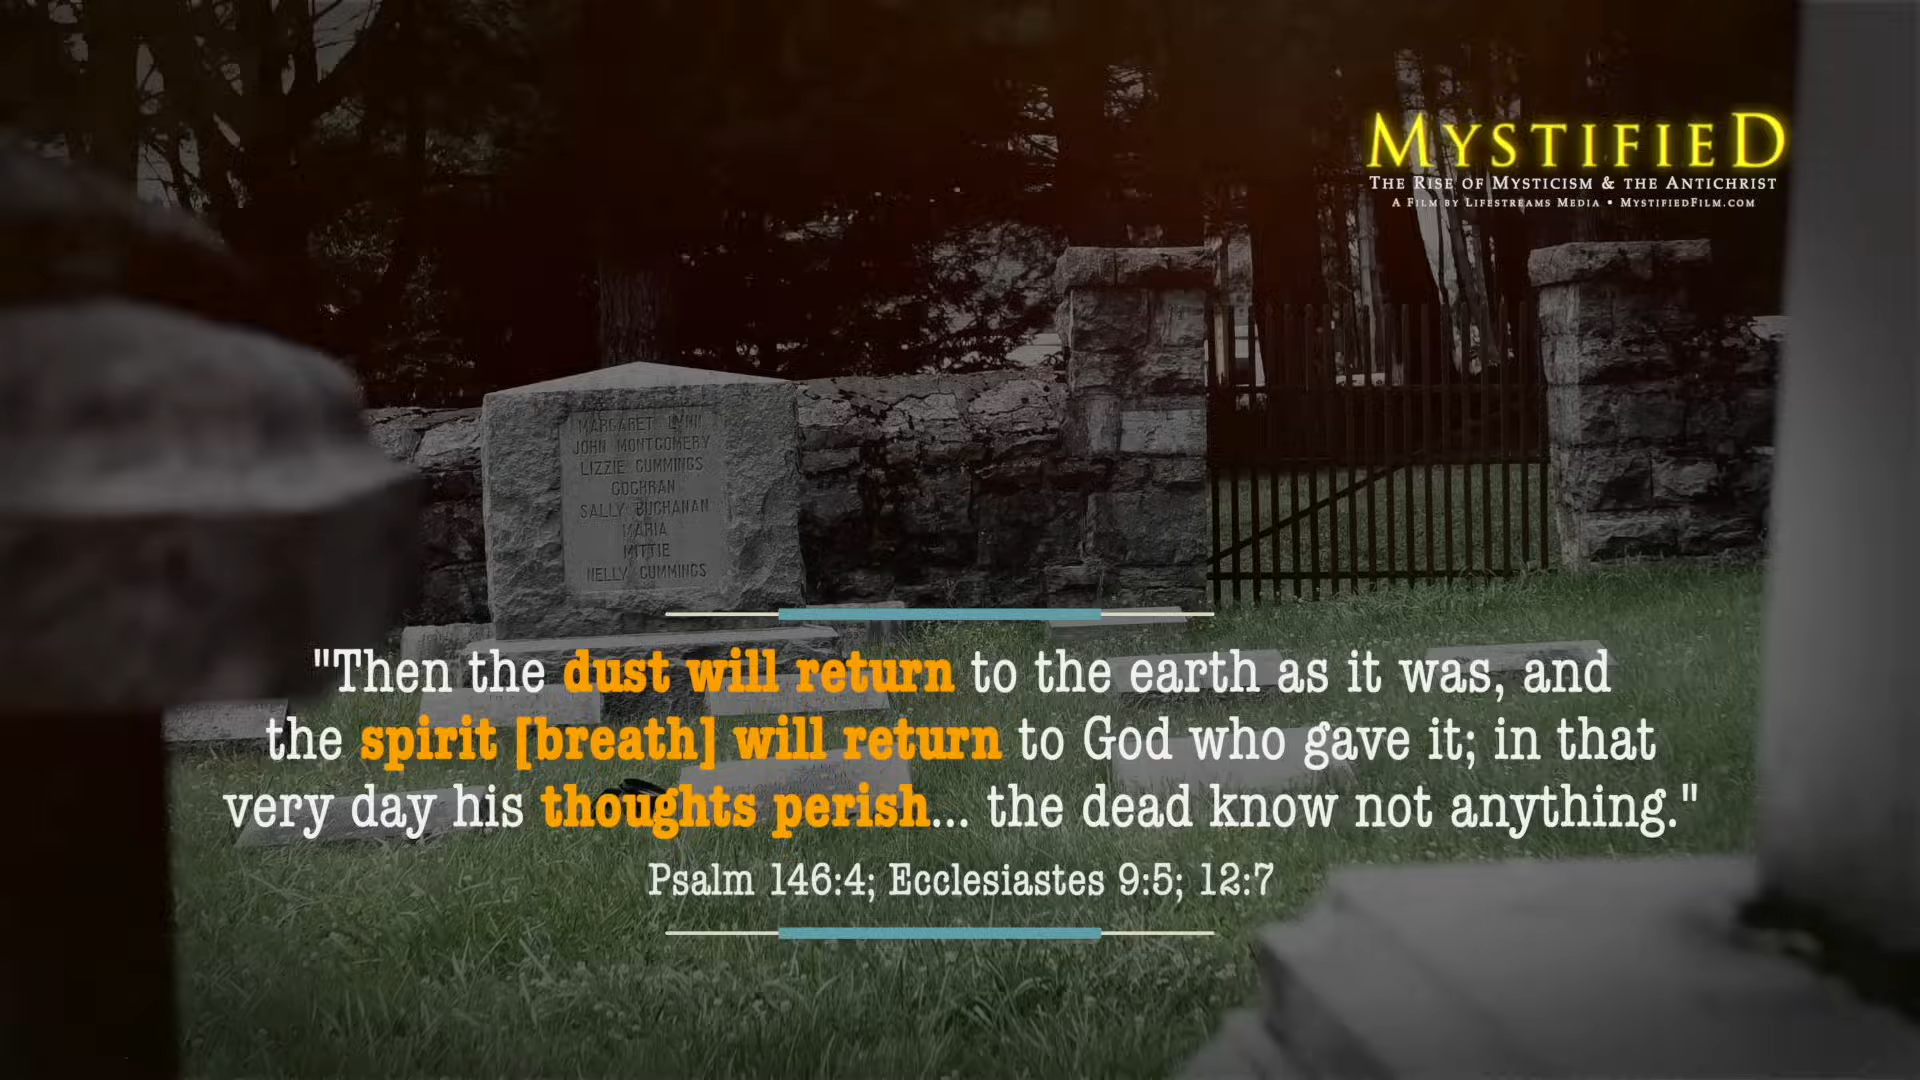 MYSTIFIED
THE RISE OF MYSTICISM & THE ANTICHRIST
A FILM BY LIFESTREAMS MEDIA • MYSTIFIEDFILM.COM
MARGARET LYNN
JOHN MONTGOMERY
LIZZIE CUMMINGS
COCHRAN
SALLY BUCHANAN
MARIA
MITTIE
NELLY CUMMINGS
"Then the dust will return to the earth as it was, and
the spirit [breath] will return to God who gave it; in that
very day his thoughts perish... the dead know not anything."
Psalm 146:4; Ecclesiastes 9:5; 12:7